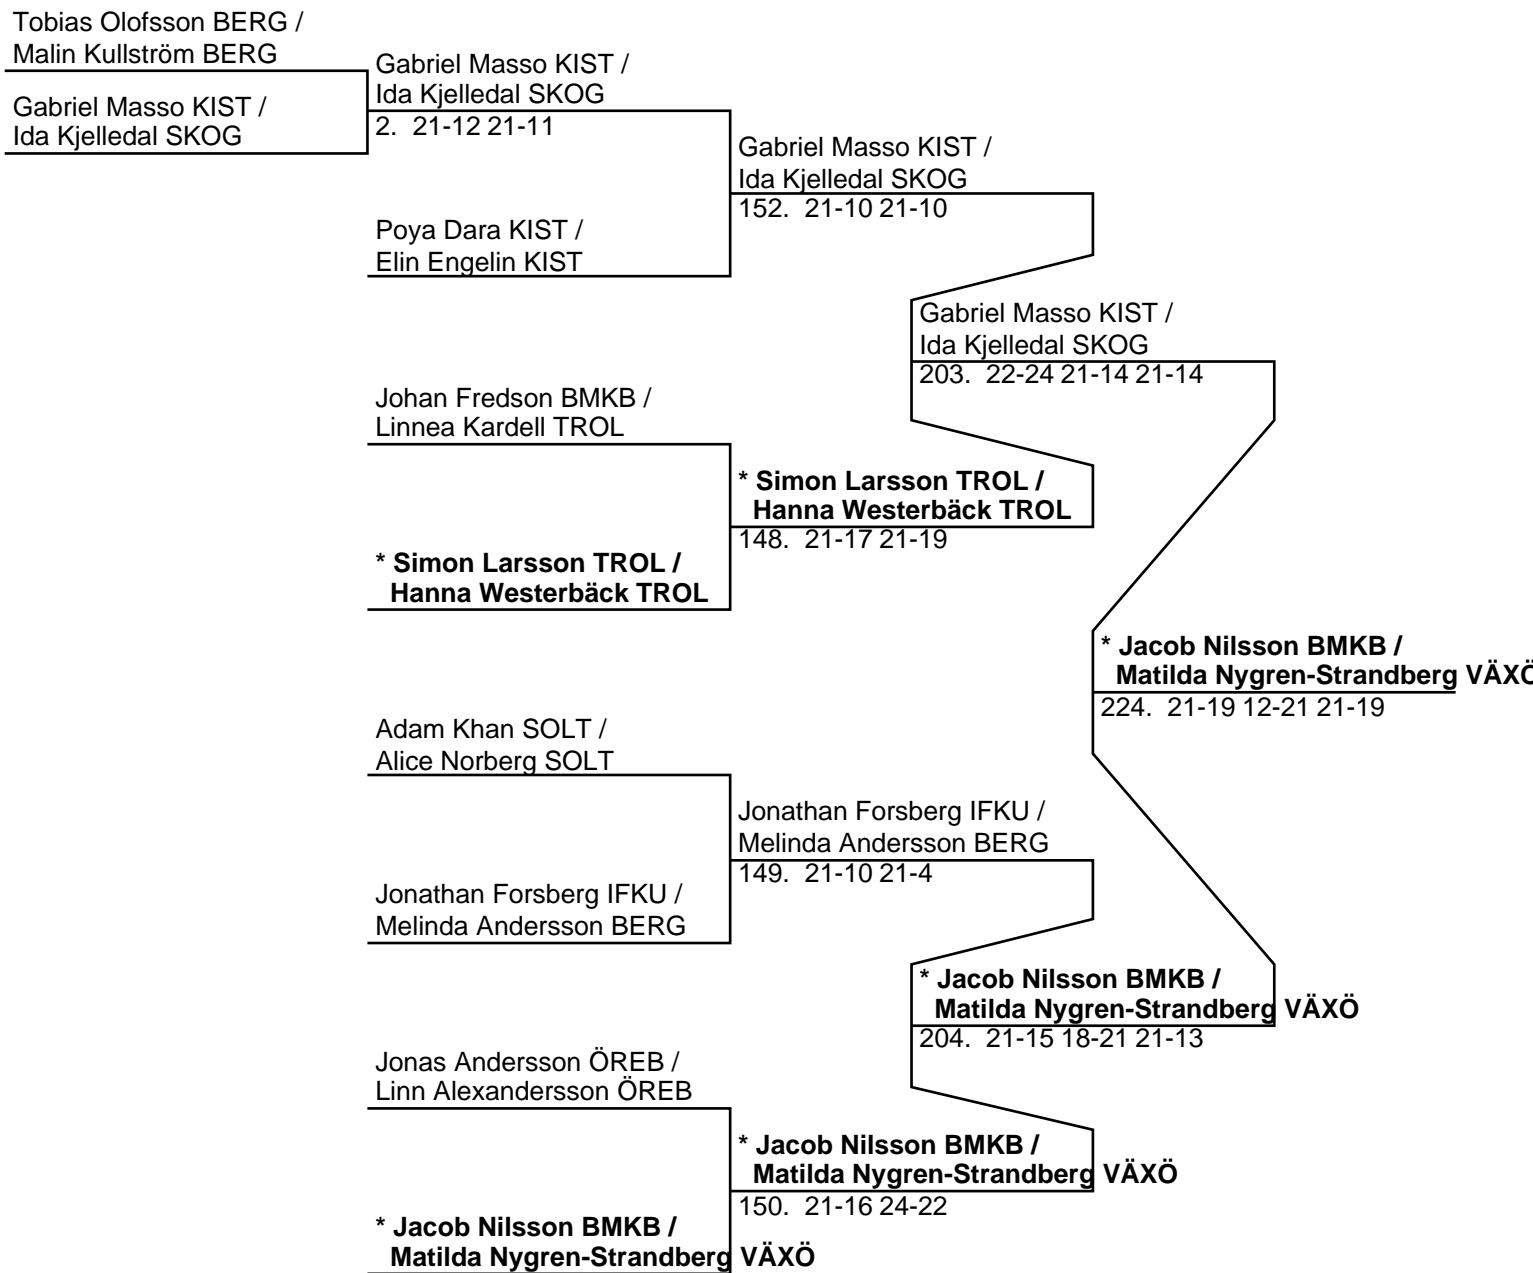 Tobias Olofsson BERG /
Malin Kullström BERG
Gabriel Masso KIST /
Ida Kjelledal SKOG
Gabriel Masso KIST /
Ida Kjelledal SKOG
2. 21-12 21-11
Poya Dara KIST /
Elin Engelin KIST
Gabriel Masso KIST /
Ida Kjelledal SKOG
152. 21-10 21-10
Johan Fredson BMKB /
Linnea Kardell TROL
* Simon Larsson TROL /
Hanna Westerbäck TROL
* Simon Larsson TROL /
Hanna Westerbäck TROL
148. 21-17 21-19
Gabriel Masso KIST /
Ida Kjelledal SKOG
203. 22-24 21-14 21-14
Adam Khan SOLT /
Alice Norberg SOLT
Jonathan Forsberg IFKU /
Melinda Andersson BERG
Jonathan Forsberg IFKU /
Melinda Andersson BERG
149. 21-10 21-4
Jonas Andersson ÖREB /
Linn Alexandersson ÖREB
* Jacob Nilsson BMKB /
Matilda Nygren-Strandberg VÄXÖ
* Jacob Nilsson BMKB /
Matilda Nygren-Strandberg VÄXÖ
150. 21-16 24-22
* Jacob Nilsson BMKB /
Matilda Nygren-Strandberg VÄXÖ
204. 21-15 18-21 21-13
* Jacob Nilsson BMKB /
Matilda Nygren-Strandberg VÄXÖ
224. 21-19 12-21 21-19